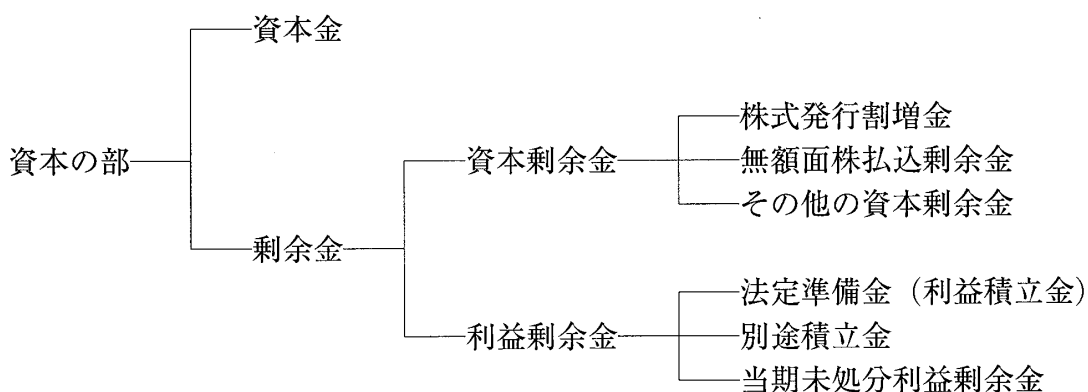 資本の部
資本金
剰余金
資本剰余金
株式発行割増金
無額面株払込剰余金
その他の資本剰余金
利益剰余金
法定準備金（利益積立金）
別途積立金
当期未処分利益剰余金